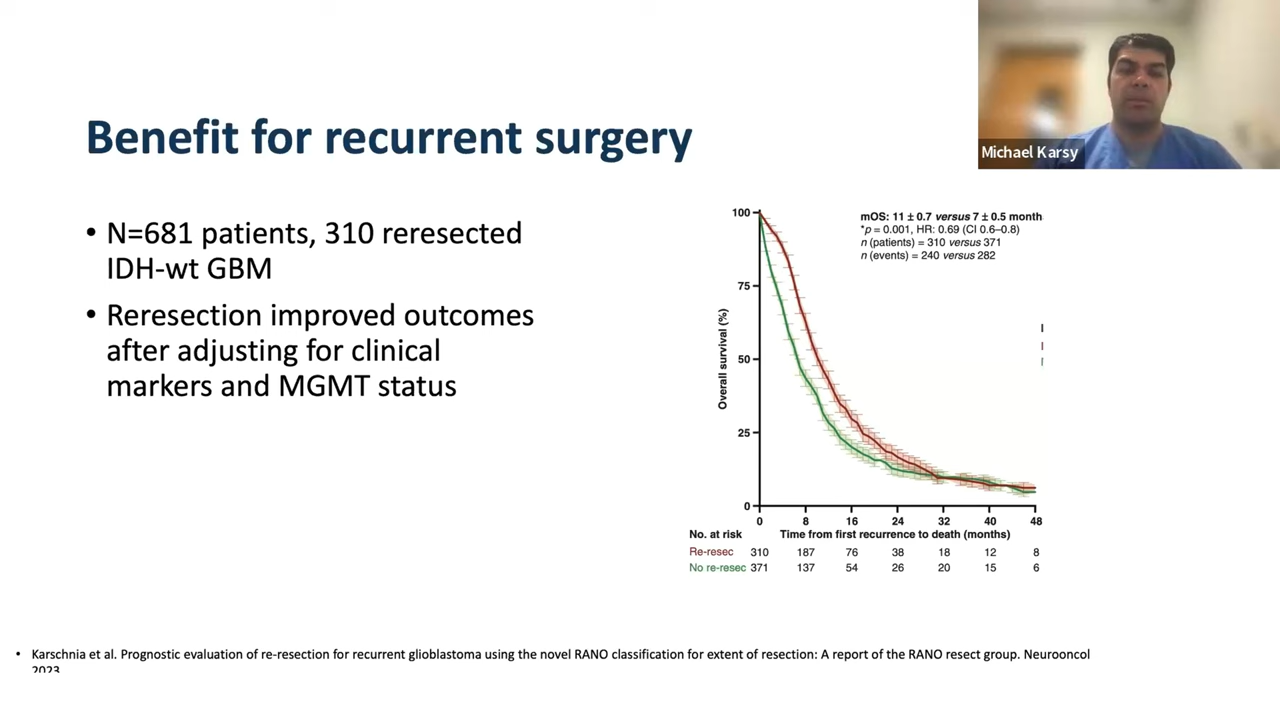 Michael Karsy
Benefit for recurrent surgery
• N=681 patients, 310 reresected
IDH-wt GBM
• Reresection improved outcomes
after adjusting for clinical
markers and MGMT status
mOS: 11 ± 0.7 versus 7 ± 0.5 month
*p = 0.001, HR: 0.69 (CI 0.6–0.8)
n (patients) = 310 versus 371
n (events) = 240 versus 282
Overall survival (%)
100
75
50
25
0
0 8 16 24 32 40 48
No. at risk Time from first recurrence to death (months)
Re-resec 310 187 76 38 18 12 8
No re-resec 371 137 54 26 20 15 6
• Karschnia et al. Prognostic evaluation of re-resection for recurrent glioblastoma using the novel RANO classification for extent of resection: A report of the RANO resect group. Neurooncol
2023